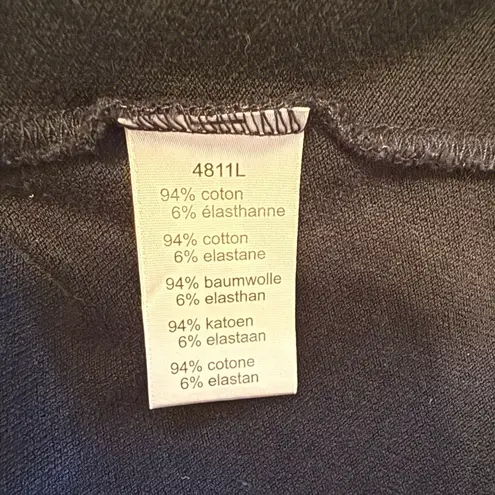 4811L
94% coton
6% élasthanne
94% cotton
6% elastane
94% baumwolle
6% elasthan
94% katoen
6% elastaan
94% cotone
6% elastan